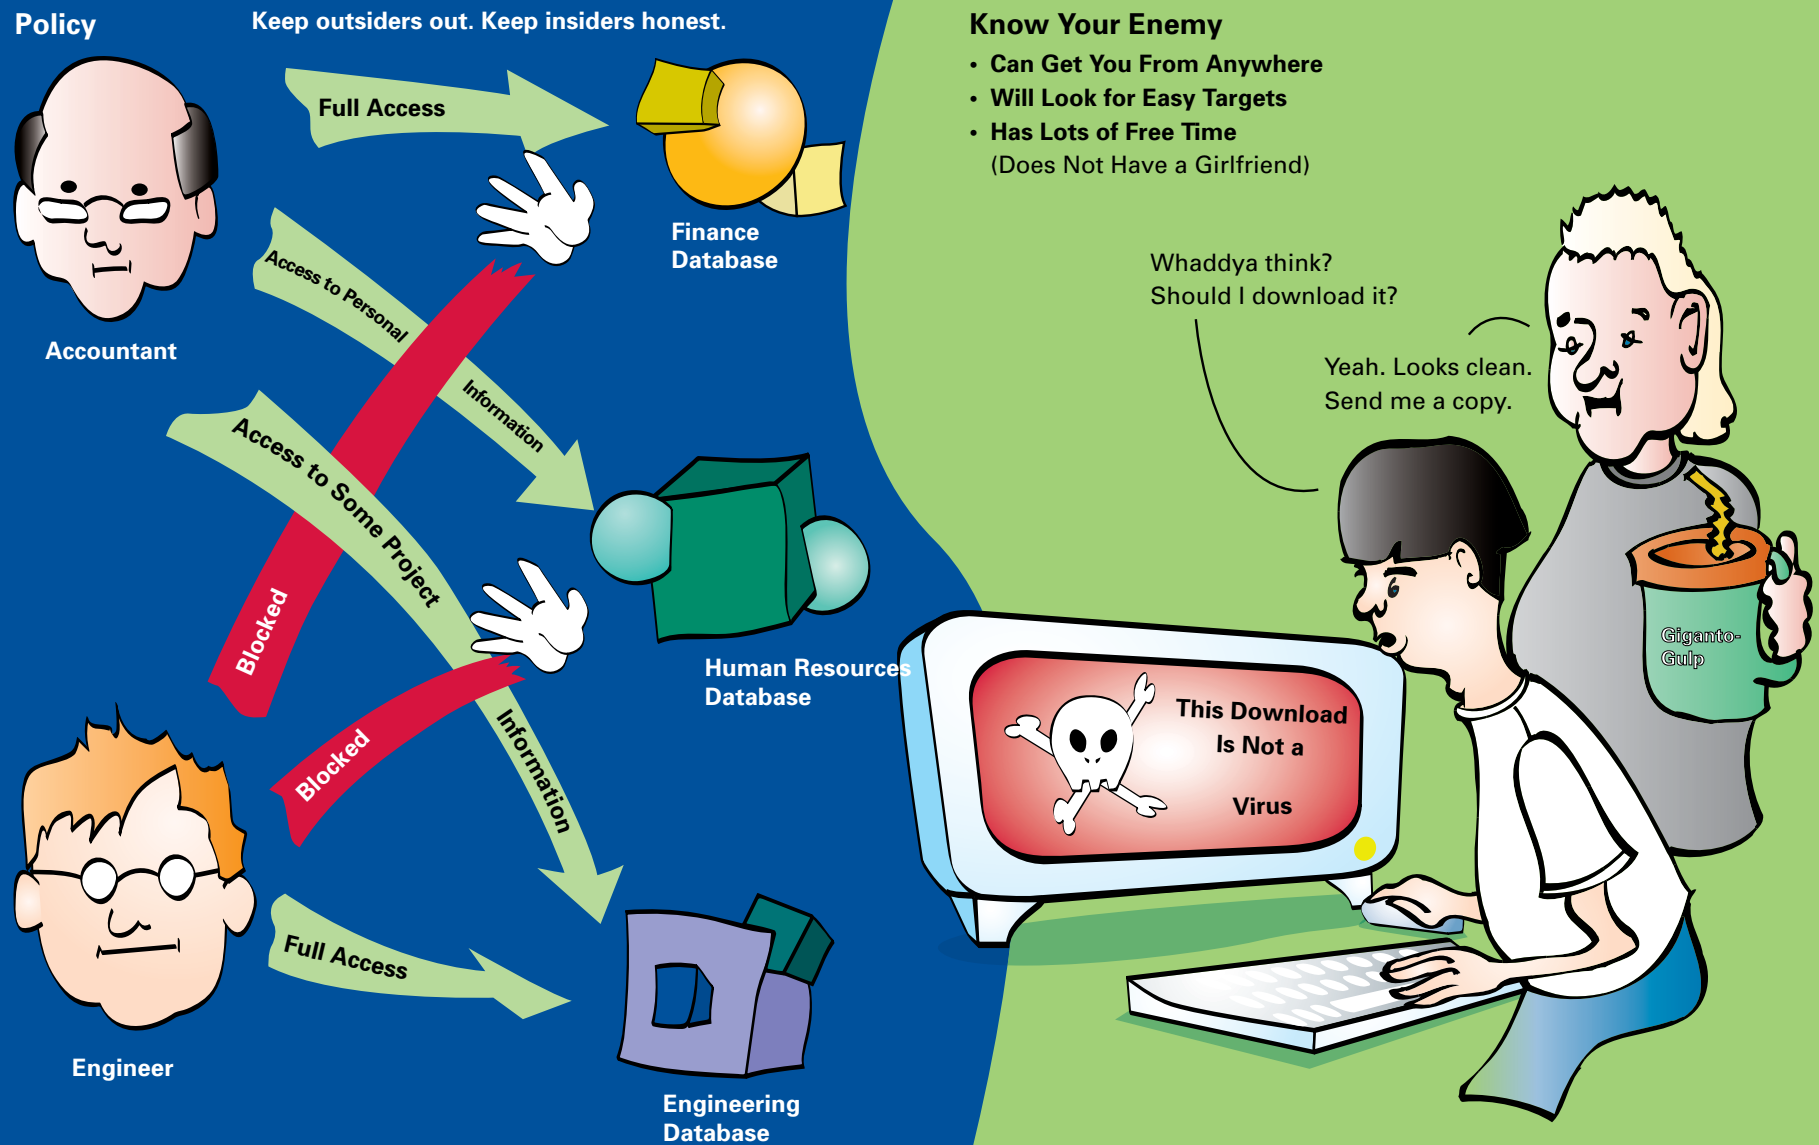 Policy
Keep outsiders out. Keep insiders honest.
Full Access
Finance
Database
Access to Personal
Information
Accountant
Access to Some Project
Information
Blocked
Human Resources
Database
Blocked
Full Access
Engineer
Engineering
Database
Know Your Enemy
• Can Get You From Anywhere
• Will Look for Easy Targets
• Has Lots of Free Time
(Does Not Have a Girlfriend)
Whaddya think?
Should I download it?
Yeah. Looks clean.
Send me a copy.
Giganto-
Gulp
This Download
Is Not a
Virus